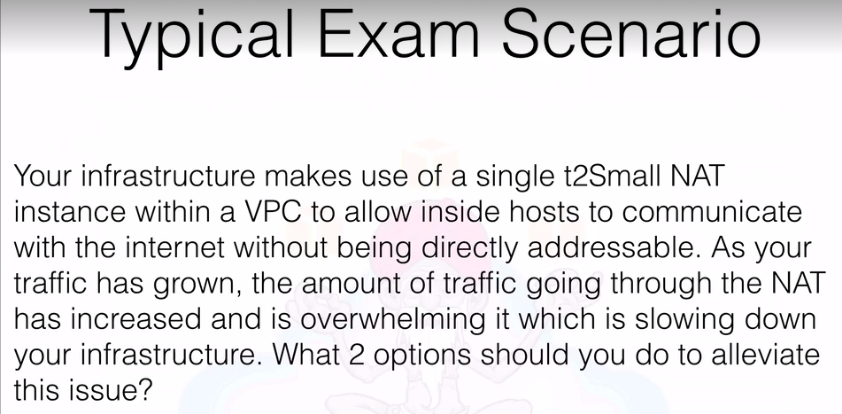 Typical Exam Scenario
Your infrastructure makes use of a single t2Small NAT
instance within a VPC to allow inside hosts to communicate
with the internet without being directly addressable. As your
traffic has grown, the amount of traffic going through the NAT
has increased and is overwhelming it which is slowing down
your infrastructure. What 2 options should you do to alleviate
this issue?